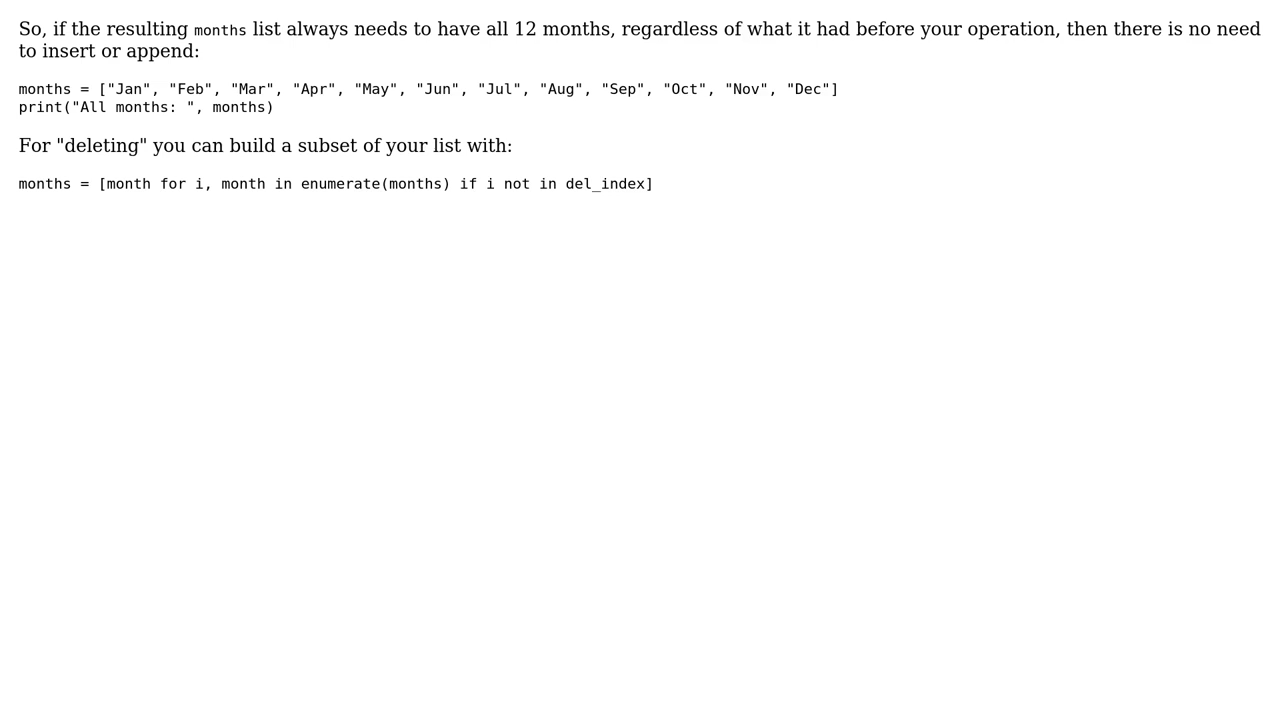 So, if the resulting months list always needs to have all 12 months, regardless of what it had before your operation, then there is no need
to insert or append:
months = ["Jan", "Feb", "Mar", "Apr", "May", "Jun", "Jul", "Aug", "Sep", "Oct", "Nov", "Dec"]
print("All months: ", months)
For "deleting" you can build a subset of your list with:
months = [month for i, month in enumerate(months) if i not in del_index]